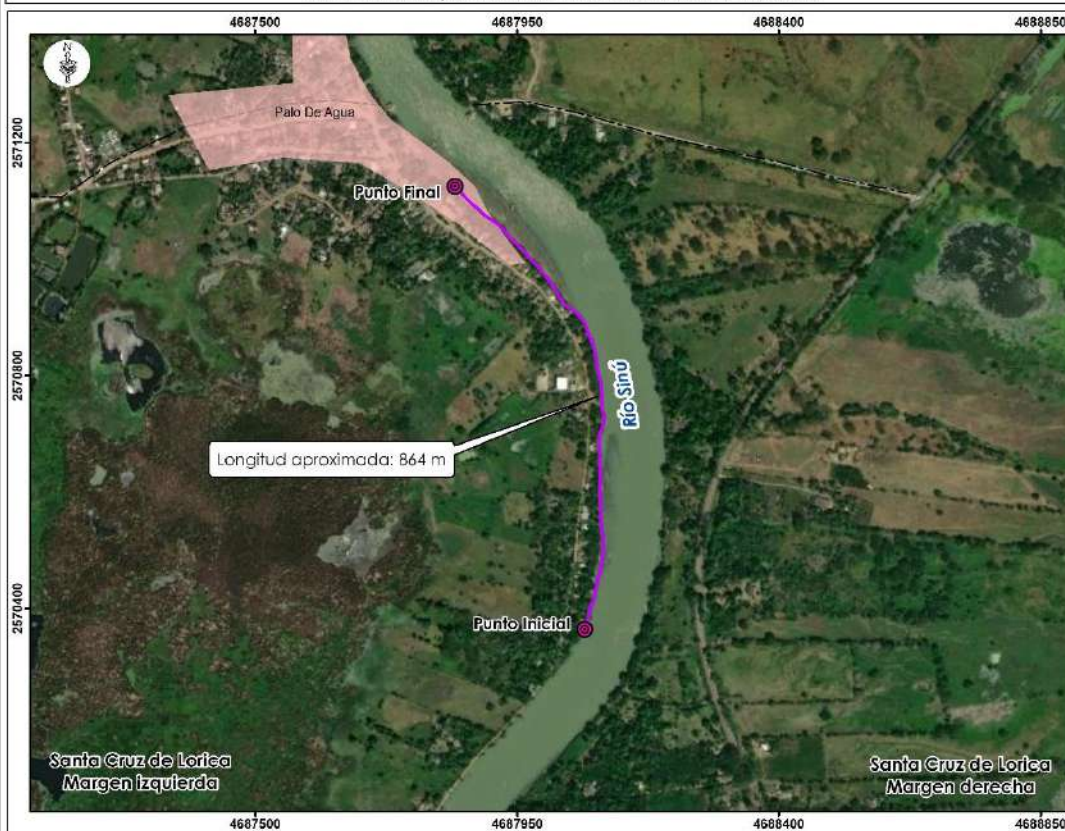 4687500 4687950 4688400 4688850
N
2571200
Palo De Agua
Punto Final
2570800
Río Sinú
Longitud aproximada: 864 m
2570400
Punto Inicial
Santa Cruz de Lorica
Margen izquierda
Santa Cruz de Lorica
Margen derecha
4687500 4687950 4688400 4688850